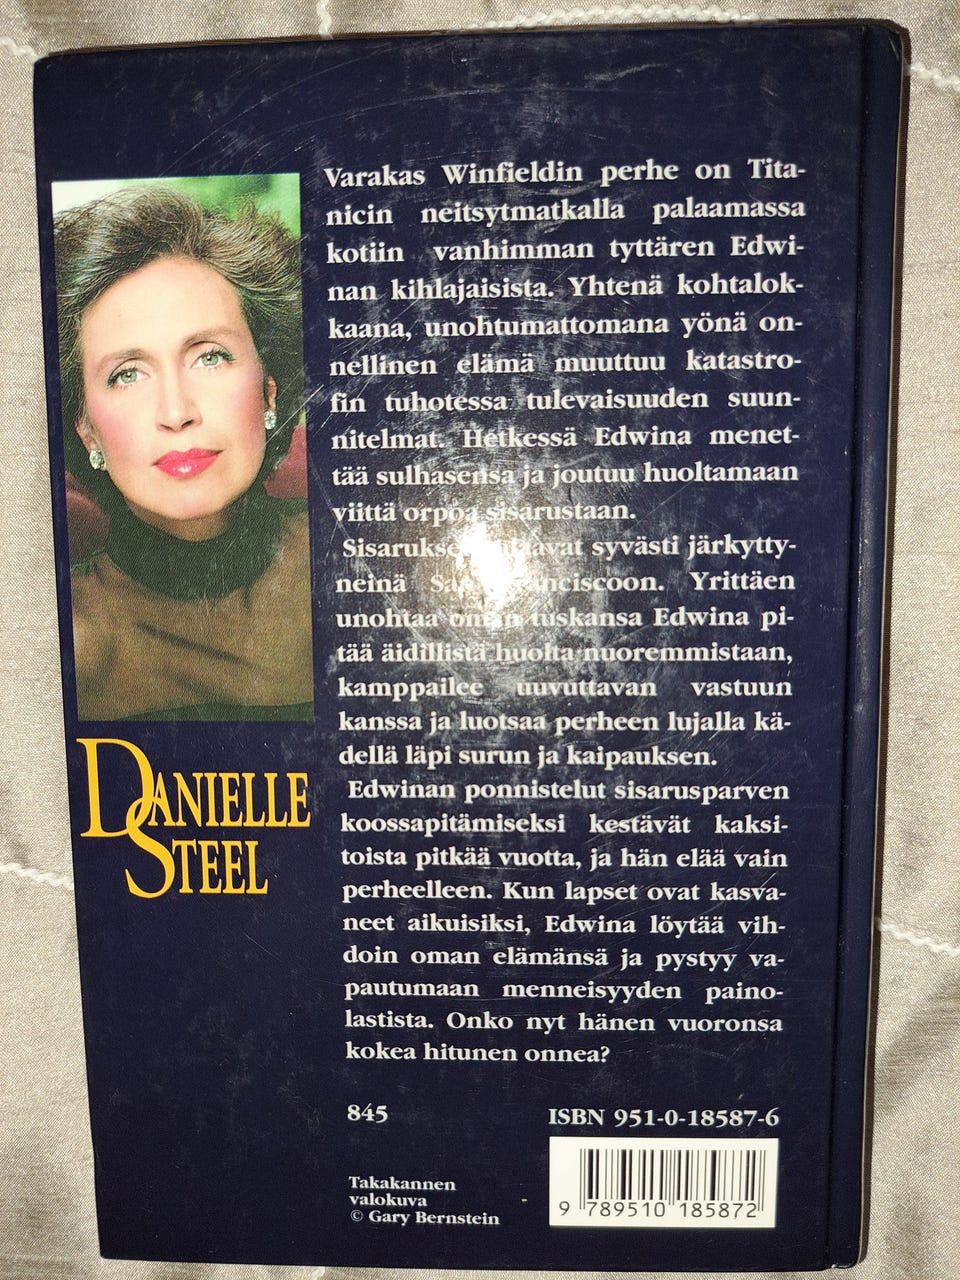 Varakas Winfieldin perhe on Tita-
nicin neitsytmatkalla palaamassa
kotiin vanhimman tyttären Edwi-
nan kihlajaisista. Yhtenä kohtalok-
kaana, unohtumattomana yönä on-
nellinen elämä muuttuu katastro-
fin tuhotessa tulevaisuuden suun-
nitelmat. Hetkessä Edwina menet-
tää sulhasensa ja joutuu huoltamaan
viittä orpoa sisarustaan.
syvästi järkytty-
neinä Yrittäen
unohtaa oman tuskansa Edwina pi-
tää äidillistä huolta nuoremmistaan,
kamppailee uuvuttavan vastuun
kanssa ja luotsaa perheen lujalla kä-
dellä läpi surun ja kaipauksen.
Edwinan ponnistelut sisarusparven
koossapitämiseksi kestävät kaksi-
toista pitkää vuotta, ja hän elää vain
perheelleen. Kun lapset ovat kasva-
neet aikuisiksi, Edwina löytää vih-
doin oman elämänsä ja pystyy va-
pautumaan menneisyyden paino-
lastista. Onko nyt hänen vuoronsa
kokea hitunen onnea?
DANIELLE
STEEL
845
ISBN 951-0-18587-6
Takakannen
valokuva
© Gary Bernstein
9 789510 185872